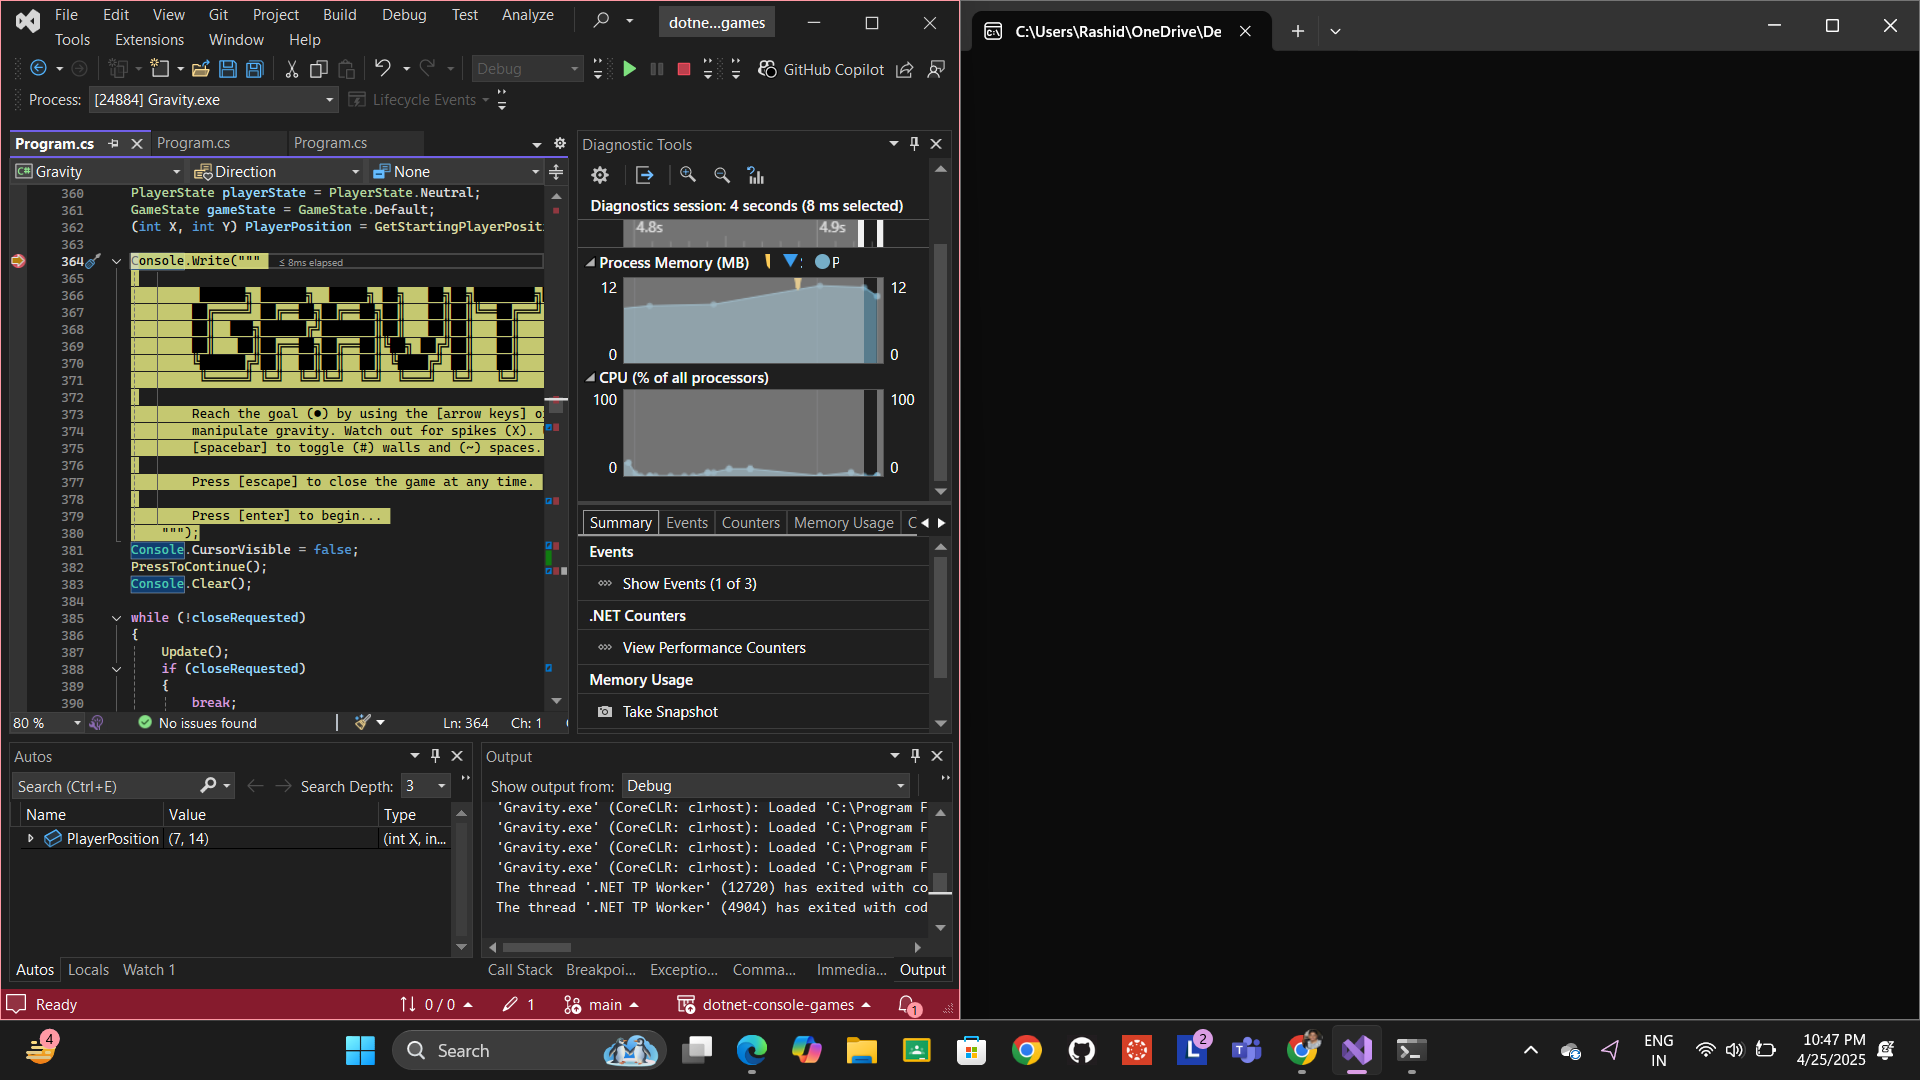 File Edit View Git Project Build Debug Test Analyze dotne...games
Tools Extensions Window Help
Debug GitHub Copilot
Process: [24884] Gravity.exe Lifecycle Events
Program.cs Program.cs Program.cs
C# Gravity Direction None
360 PlayerState playerState = PlayerState.Neutral;
361 GameState gameState = GameState.Default;
362 (int X, int Y) PlayerPosition = GetStartingPlayerPositi
363
364 Console.Write(""" ≤ 8ms elapsed
365
366
367
368
369
370
371
372
373 Reach the goal (●) by using the [arrow keys] o
374 manipulate gravity. Watch out for spikes (X).
375 [spacebar] to toggle (#) walls and (~) spaces.
376
377 Press [escape] to close the game at any time.
378
379 Press [enter] to begin...
380 """);
381 Console.CursorVisible = false;
382 PressToContinue();
383 Console.Clear();
384
385 while (!closeRequested)
386 {
387 Update();
388 if (closeRequested)
389 {
390 break;
80 % No issues found Ln: 364 Ch: 1
Diagnostic Tools
Diagnostics session: 4 seconds (8 ms selected)
4.8s 4.9s
Process Memory (MB) P
12 12
0 0
CPU (% of all processors)
100 100
0 0
Summary Events Counters Memory Usage C
Events
Show Events (1 of 3)
.NET Counters
View Performance Counters
Memory Usage
Take Snapshot
Autos
Search (Ctrl+E) Search Depth: 3
Name Value Type
PlayerPosition (7, 14) (int X, in...
Autos Locals Watch 1
Output
Show output from: Debug
'Gravity.exe' (CoreCLR: clrhost): Loaded 'C:\Program F
'Gravity.exe' (CoreCLR: clrhost): Loaded 'C:\Program F
'Gravity.exe' (CoreCLR: clrhost): Loaded 'C:\Program F
'Gravity.exe' (CoreCLR: clrhost): Loaded 'C:\Program F
The thread '.NET TP Worker' (12720) has exited with co
The thread '.NET TP Worker' (4904) has exited with cod
Call Stack Breakpoi... Exceptio... Comma... Immedia... Output
Ready 0 / 0 1 main dotnet-console-games 1
C:\Users\Rashid\OneDrive\De
4 Search 2 ENG 10:47 PM
IN 4/25/2025